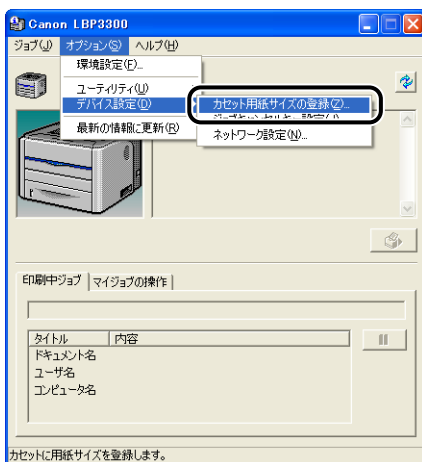 Canon LBP3300
ジョブ(J) オプション(S) ヘルプ(H)
環境設定(F)...
ユーティリティ(U)
デバイス設定(D)
カセット用紙サイズの登録(Z)...
最新の情報に更新(R)
ネットワーク設定(N)...
印刷中ジョブ マイジョブの操作
タイトル 内容
ドキュメント名
ユーザ名
コンピュータ名
カセットに用紙サイズを登録します。